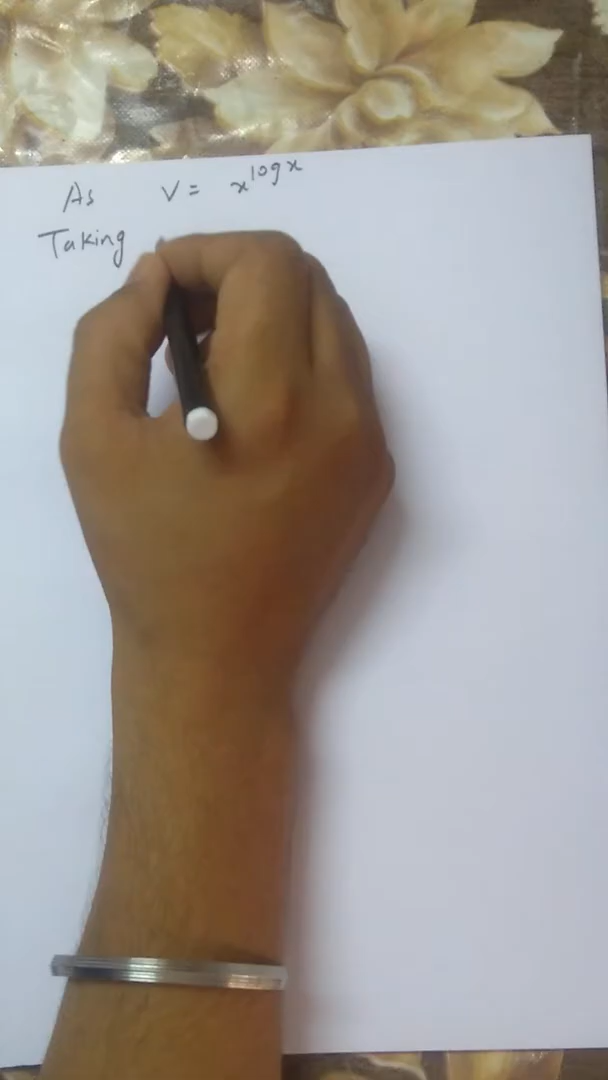 As V = x^log x
Taking